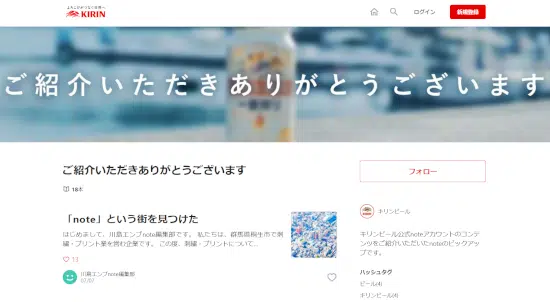 よろこびがつなぐ世界へ
KIRIN
ログイン
新規登録
ご紹介いただきありがとうございます
ご紹介いただきありがとうございます
18本
フォロー
「note」という街を見つけた
はじめまして、川島エンブnote編集部です。 私たちは、群馬県桐生市で刺
繍・プリント業を営む企業です。 この度、刺繍・プリントについて...
13
川島エンブnote編集部
キリンビール
キリンビール公式noteアカウントのコンテ
ンツをご紹介いただいたnoteのピックアッ
プです。
ハッシュタグ
ビール(4)
キリンビール(4)